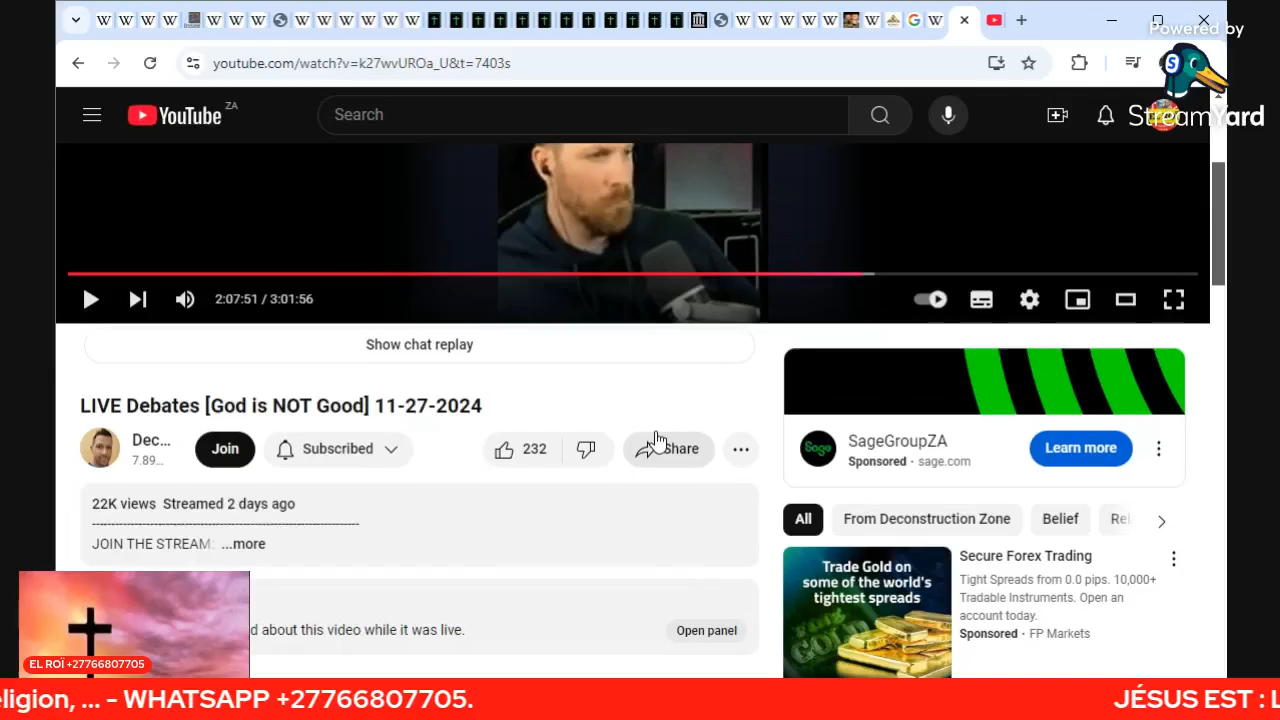 Powered by
StreamYard
youtube.com/watch?v=k27wvUROa_U&t=7403s
YouTube ZA
Search
2:07:51 / 3:01:56
Show chat replay
LIVE Debates [God is NOT Good] 11-27-2024
Dec...
7.89...
Join
Subscribed
232
Share
22K views Streamed 2 days ago
JOIN THE STREAM: ...more
d about this video while it was live.
Open panel
SageGroupZA
Sponsored · sage.com
Learn more
Sage
All
From Deconstruction Zone
Belief
Rel
Trade Gold on
some of the world's
tightest spreads
Secure Forex Trading
Tight Spreads from 0.0 pips. 10,000+
Tradable Instruments. Open an
account today.
Sponsored · FP Markets
EL ROÏ +27766807705
eligion, ... - WHATSAPP +27766807705.
JÉSUS EST : L